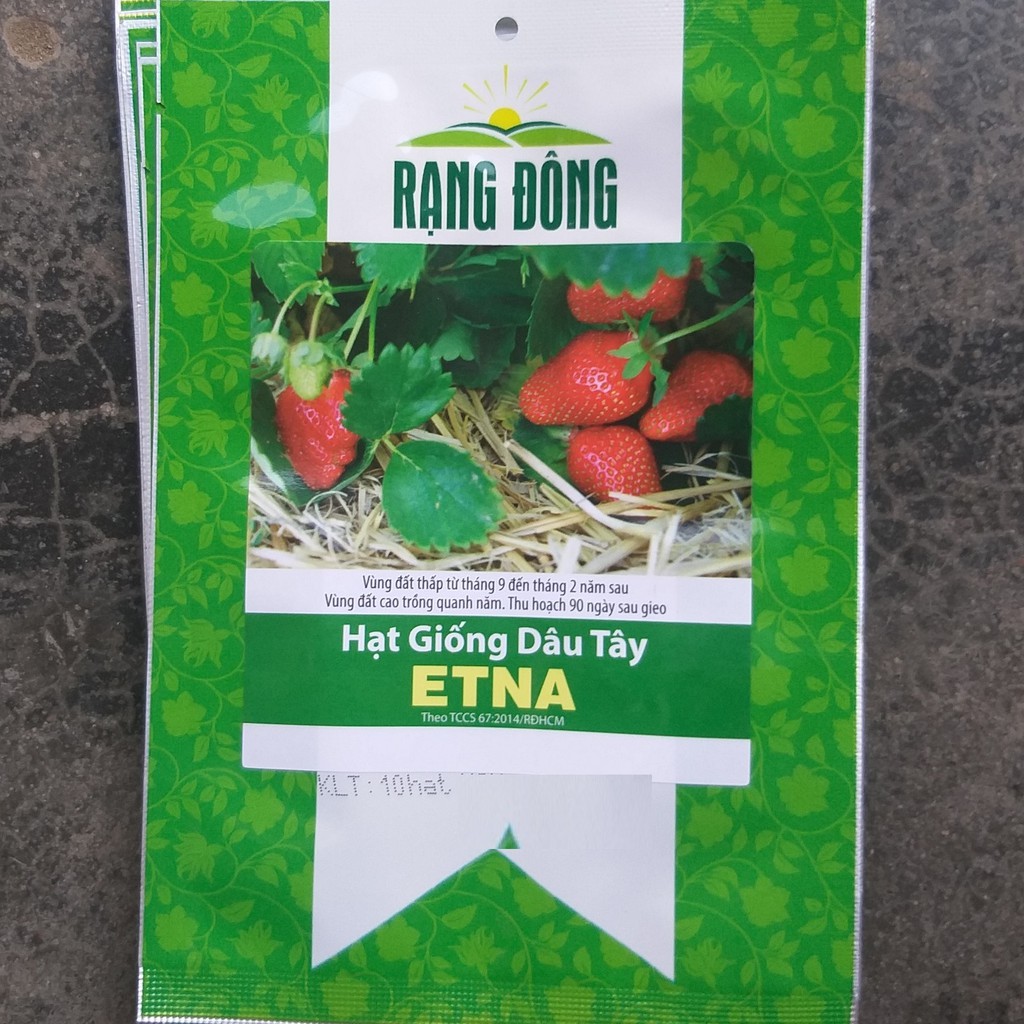 RẠNG ĐÔNG
Vùng đất thấp từ tháng 9 đến tháng 2 năm sau
Vùng đất cao trồng quanh năm. Thu hoạch 90 ngày sau gieo
Hạt Giống Dâu Tây
ETNA
Theo TCCS 67:2014/RĐHCM
KLT:10hat